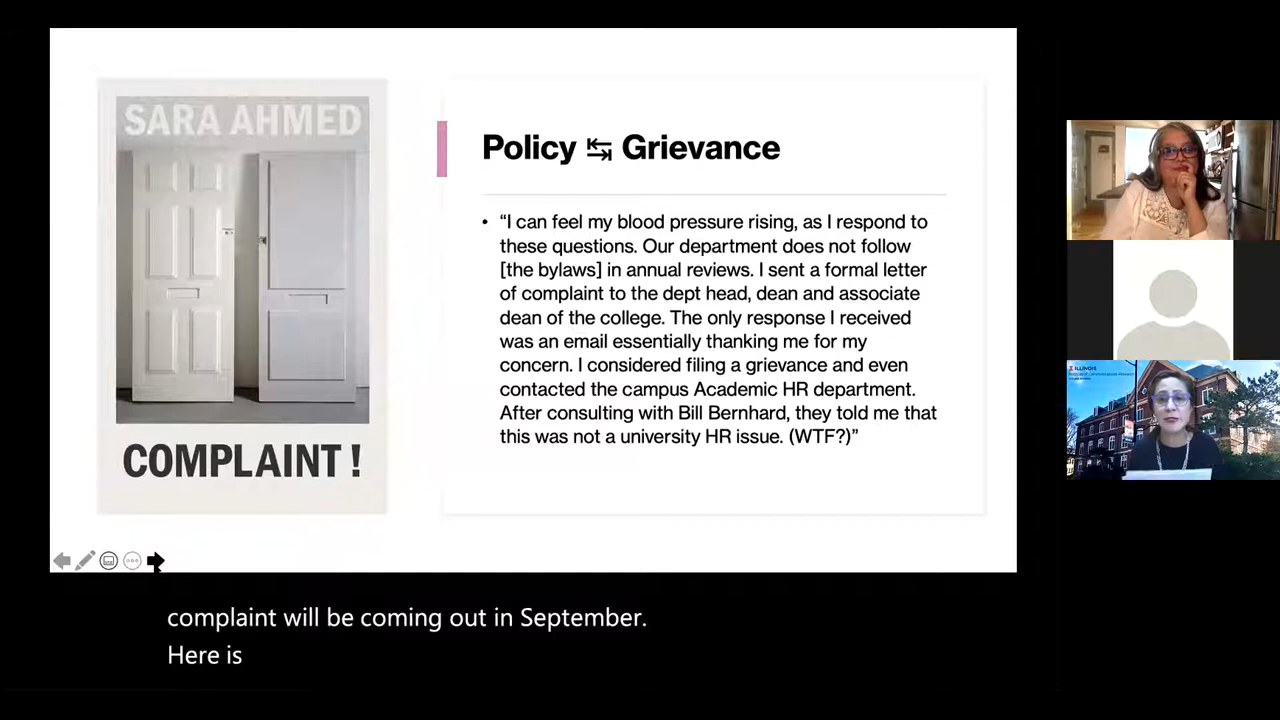 SARA AHMED
COMPLAINT !
Policy ↹ Grievance
• “I can feel my blood pressure rising, as I respond to
these questions. Our department does not follow
[the bylaws] in annual reviews. I sent a formal letter
of complaint to the dept head, dean and associate
dean of the college. The only response I received
was an email essentially thanking me for my
concern. I considered filing a grievance and even
contacted the campus Academic HR department.
After consulting with Bill Bernhard, they told me that
this was not a university HR issue. (WTF?)”
ILLINOIS
complaint will be coming out in September.
Here is